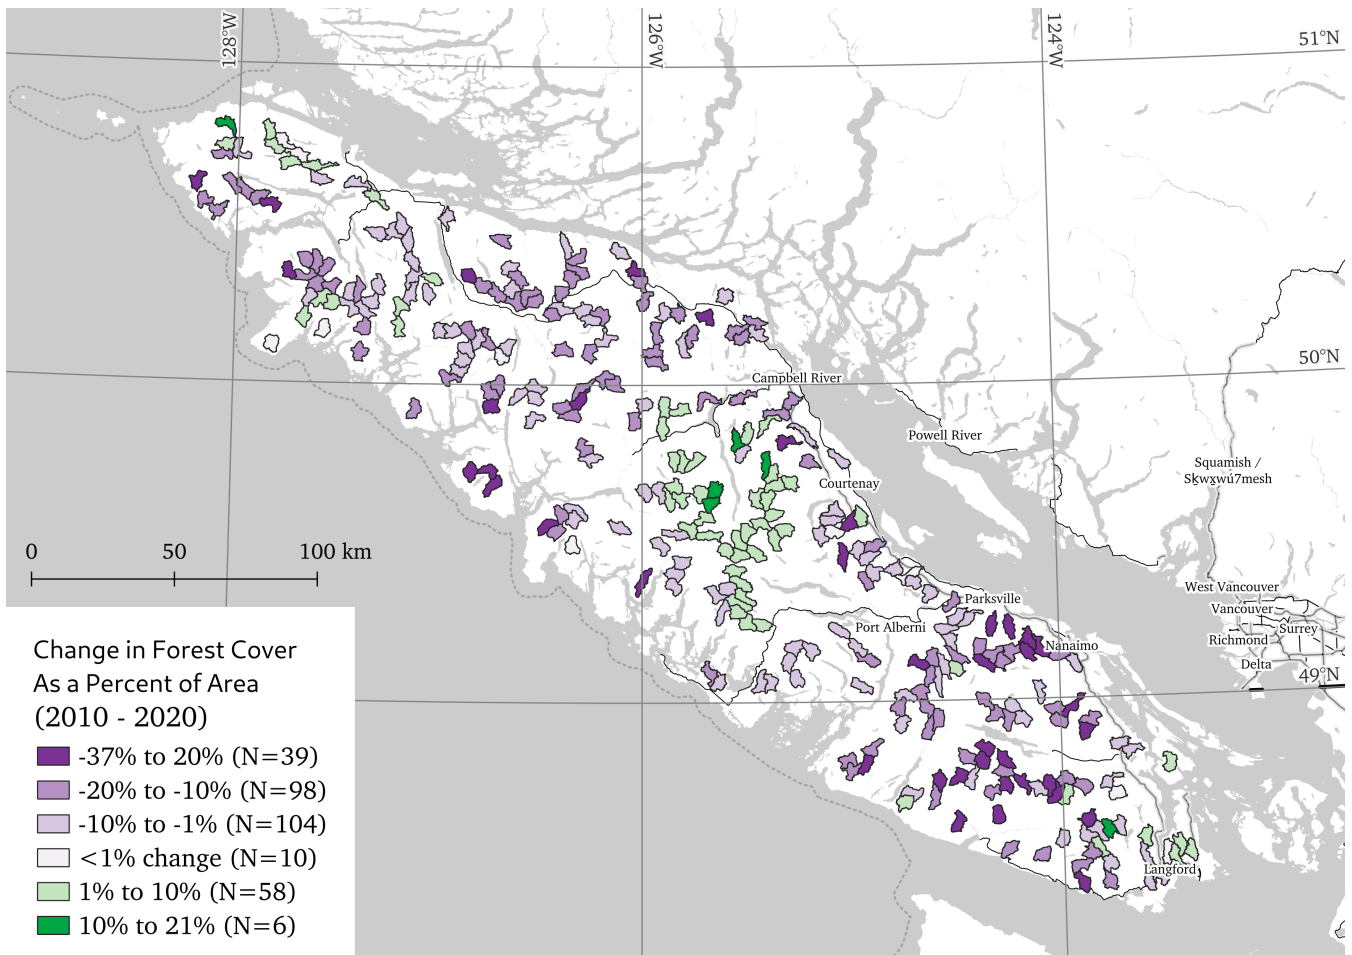 128°W
126°W
124°W
51°N
50°N
Campbell River
Powell River
Squamish /
Sḵwx̱wú7mesh
Courtenay
0 50 100 km
West Vancouver
Parksville
Vancouver
Port Alberni
Surrey
Richmond
Nanaimo
Delta
49°N
Change in Forest Cover
As a Percent of Area
(2010 - 2020)
-37% to 20% (N=39)
-20% to -10% (N=98)
-10% to -1% (N=104)
<1% change (N=10)
1% to 10% (N=58)
10% to 21% (N=6)
Langford